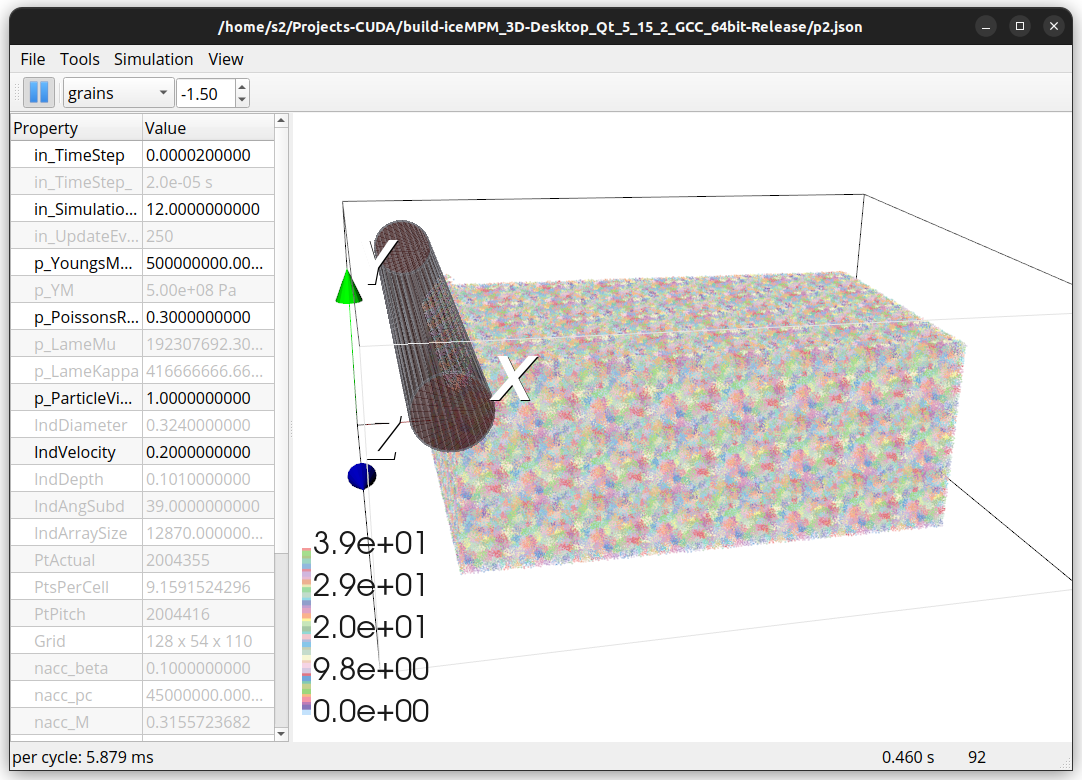 /home/s2/Projects-CUDA/build-iceMPM_3D-Desktop_Qt_5_15_2_GCC_64bit-Release/p2.json
File Tools Simulation View
grains -1.50
Property Value
in_TimeStep 0.0000200000
in_TimeStep_ 2.0e-05 s
in_Simulatio... 12.0000000000
in_UpdateEv... 250
p_YoungsM... 500000000.00...
p_YM 5.00e+08 Pa
p_PoissonsR... 0.3000000000
p_LameMu 192307692.30...
p_LameKappa 416666666.66...
p_ParticleVi... 1.0000000000
IndDiameter 0.3240000000
IndVelocity 0.2000000000
IndDepth 0.1010000000
IndAngSubd 39.0000000000
IndArraySize 12870.000000...
PtActual 2004355
PtsPerCell 9.1591524296
PtPitch 2004416
Grid 128 x 54 x 110
nacc_beta 0.1000000000
nacc_pc 45000000.000...
nacc_M 0.3155723682
Y
X
Z
3.9e+01
2.9e+01
2.0e+01
9.8e+00
0.0e+00
per cycle: 5.879 ms 0.460 s 92